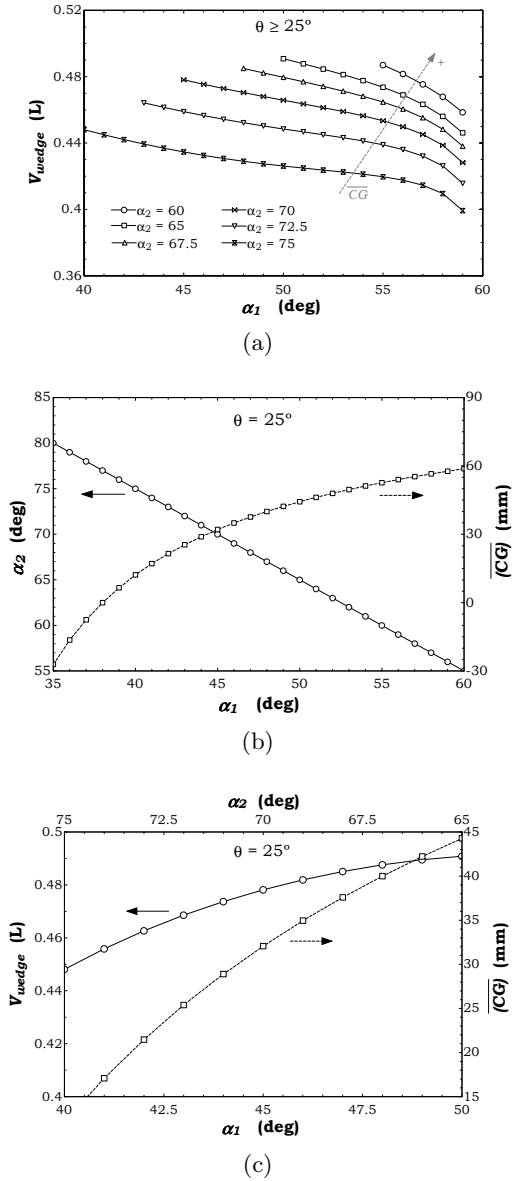 θ ≥ 25º
0.52
0.48
0.44
0.4
0.36
V_wedge (L)
+
CG
α2 = 60
α2 = 65
α2 = 67.5
α2 = 70
α2 = 72.5
α2 = 75
40 45 50 55 60
α1 (deg)
(a)
θ = 25º
85
80
75
70
65
60
55
α2 (deg)
90
60
30
0
-30
(CG) (mm)
35 40 45 50 55 60
α1 (deg)
(b)
α2 (deg)
75 72.5 70 67.5 65
θ = 25º
0.5
0.48
0.46
0.44
0.42
0.4
V_wedge (L)
45
40
35
30
25
20
15
(CG) (mm)
40 42.5 45 47.5 50
α1 (deg)
(c)